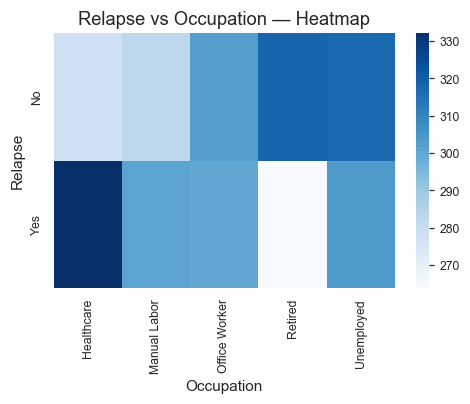 Relapse vs Occupation — Heatmap
Relapse
No
Yes
Healthcare
Manual Labor
Office Worker
Retired
Unemployed
Occupation
330
320
310
300
290
280
270